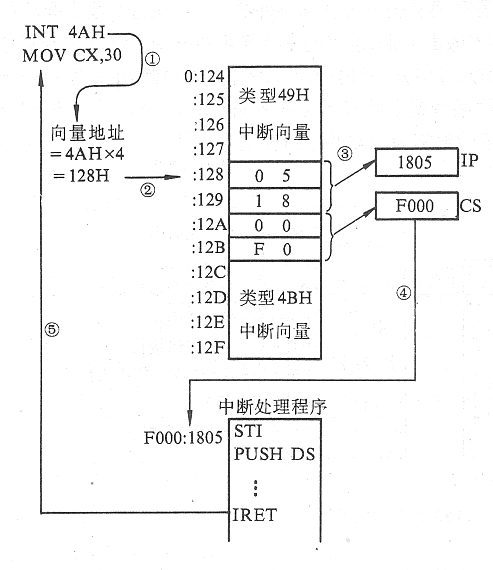 INT 4AH
MOV CX,30
①
向量地址
=4AH×4
=128H
②
0:124
:125
:126
:127
:128
:129
:12A
:12B
:12C
:12D
:12E
:12F
类型49H
中断向量
0 5
1 8
0 0
F 0
类型4BH
中断向量
③
1805 IP
F000 CS
④
⑤
中断处理程序
F000:1805
STI
PUSH DS
⋮
IRET